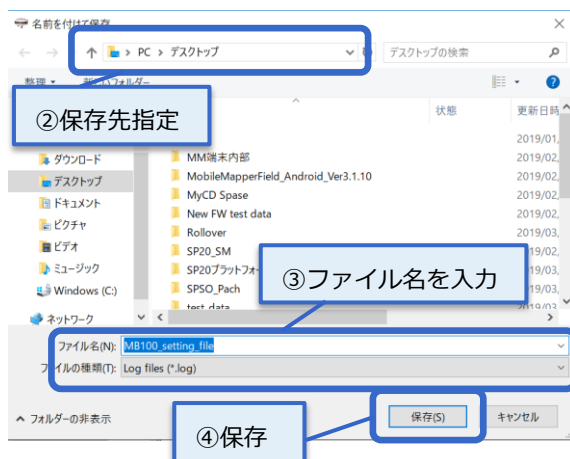 名前を付けて保存
PC > デスクトップ
デスクトップの検索
整理
②保存先指定
状態
更新日時
2019/01,
ダウンロード
MM端末内部
2019/02,
デスクトップ
MobileMapperField_Android_Ver3.1.10
2019/02,
ドキュメント
MyCD Spase
2019/02,
ピクチャ
New FW test data
2019/02,
Rollover
2019/03,
ビデオ
SP20_SM
2019/02,
ミュージック
SP20プラットフォ
2019/03,
③ファイル名を入力
Windows (C:)
SPSO_Pach
2019/03,
test data
2019/03
ネットワーク
ファイル名(N): MB100_setting_file
ファイルの種類(T): Log files (*.log)
フォルダーの非表示
④保存
保存(S)
キャンセル